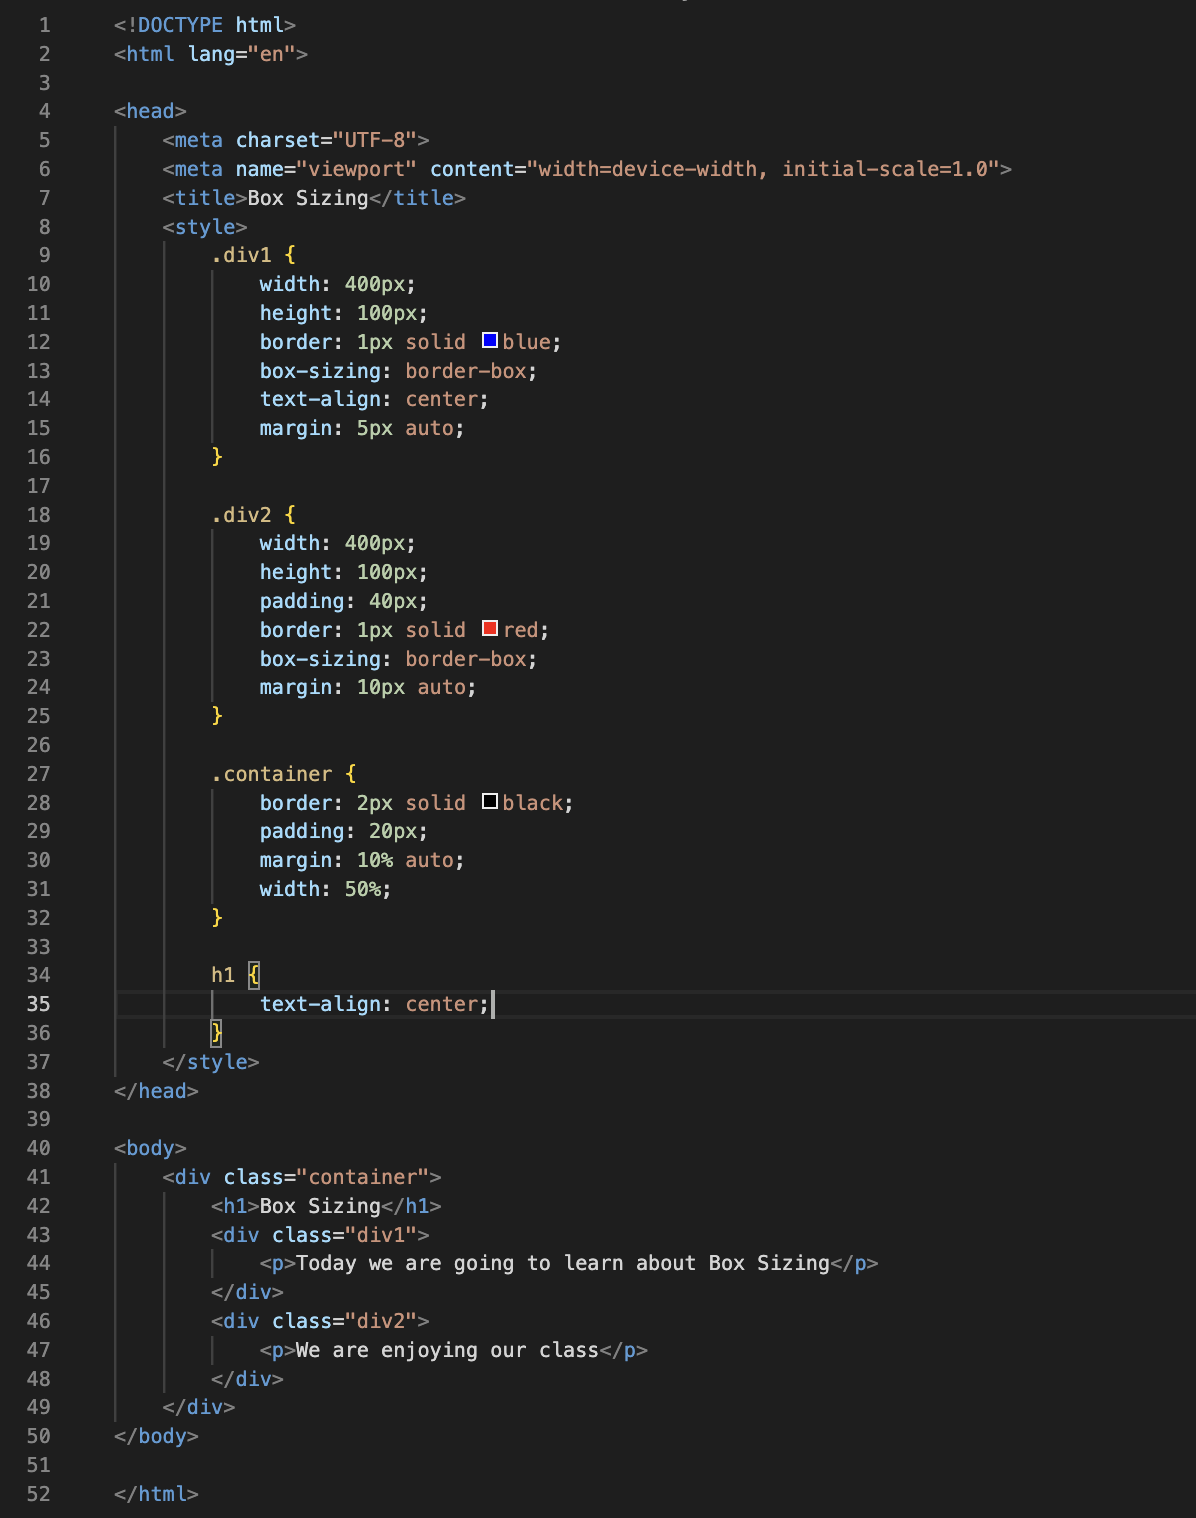 1 <!DOCTYPE html>
2 <html lang="en">
3
4 <head>
5     <meta charset="UTF-8">
6     <meta name="viewport" content="width=device-width, initial-scale=1.0">
7     <title>Box Sizing</title>
8     <style>
9         .div1 {
10             width: 400px;
11             height: 100px;
12             border: 1px solid blue;
13             box-sizing: border-box;
14             text-align: center;
15             margin: 5px auto;
16         }
17
18         .div2 {
19             width: 400px;
20             height: 100px;
21             padding: 40px;
22             border: 1px solid red;
23             box-sizing: border-box;
24             margin: 10px auto;
25         }
26
27         .container {
28             border: 2px solid black;
29             padding: 20px;
30             margin: 10% auto;
31             width: 50%;
32         }
33
34         h1 {
35             text-align: center;
36         }
37     </style>
38 </head>
39
40 <body>
41     <div class="container">
42         <h1>Box Sizing</h1>
43         <div class="div1">
44             <p>Today we are going to learn about Box Sizing</p>
45         </div>
46         <div class="div2">
47             <p>We are enjoying our class</p>
48         </div>
49     </div>
50 </body>
51
52 </html>